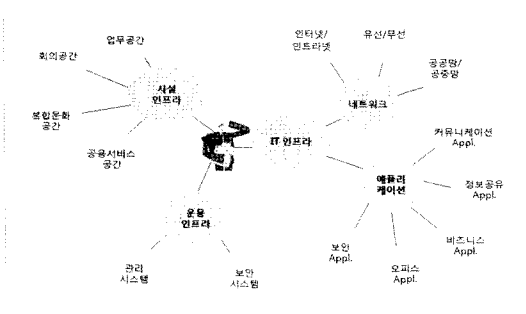 업무공간
회의공간
시설
인프라
복합문화
공간
공용서비스
공간
인터넷/
인트라넷
유선/무선
공공망/
공중망
네트워크
IT 인프라
커뮤니케이션
Appl.
애플리
케이션
정보공유
Appl.
비즈니스
Appl.
오피스
Appl.
보안
Appl.
운용
인프라
관리
시스템
보안
시스템